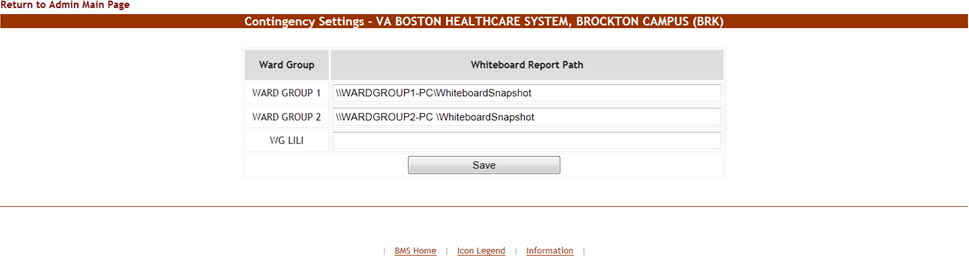 Return to Admin Main Page
Contingency Settings - VA BOSTON HEALTHCARE SYSTEM, BROCKTON CAMPUS (BRK)
Ward Group Whiteboard Report Path
WARD GROUP 1 \\WARDGROUP1-PC\WhiteboardSnapshot
WARD GROUP 2 \\WARDGROUP2-PC \WhiteboardSnapshot
WG LILI
Save
| BMS Home | Icon Legend | Information |